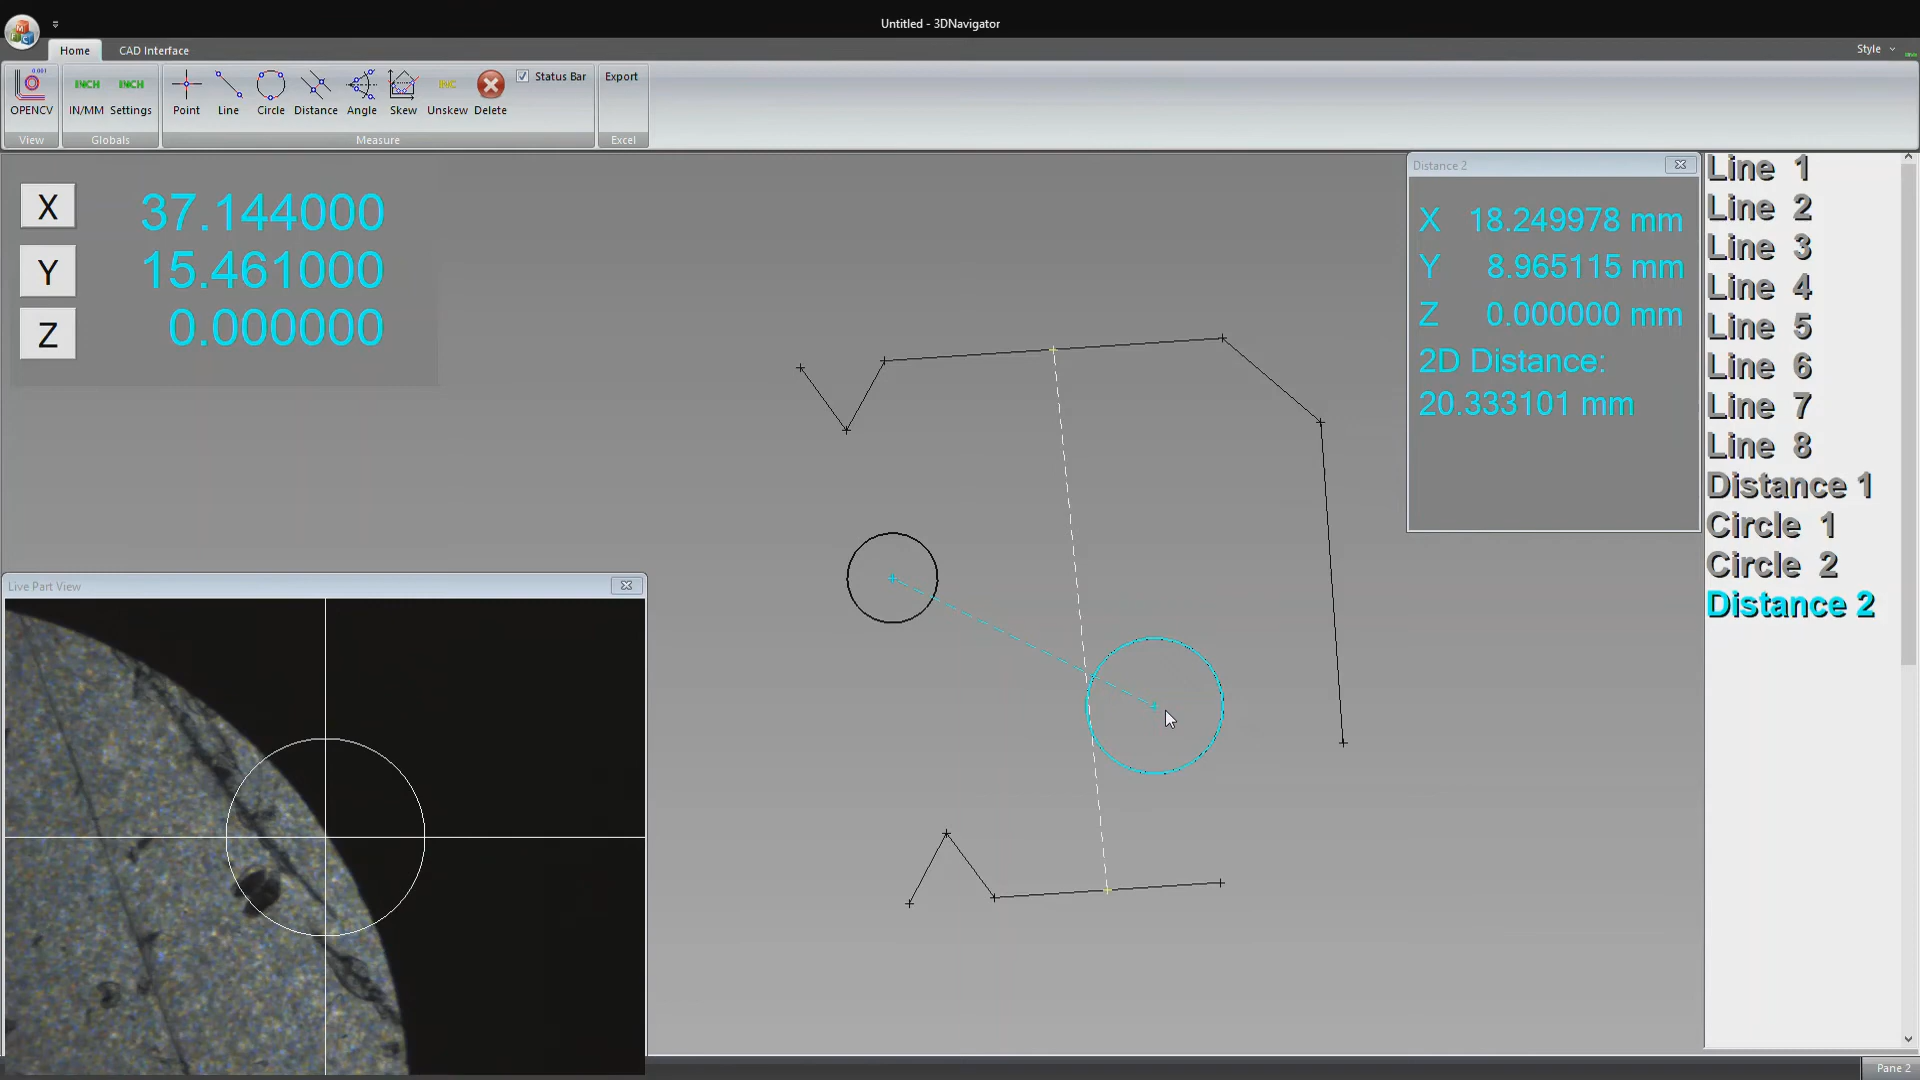 Untitled - 3DNavigator
Home
CAD Interface
Style
0.001
OPENCV
View
INCH
IN/MM
INCH
Settings
Globals
Point
Line
Circle
Distance
Angle
Skew
INC
Unskew
Delete
Status Bar
Measure
Export
Excel
X 37.144000
Y 15.461000
Z 0.000000
Distance 2
X 18.249978 mm
Y 8.965115 mm
Z 0.000000 mm
2D Distance:
20.333101 mm
Line 1
Line 2
Line 3
Line 4
Line 5
Line 6
Line 7
Line 8
Distance 1
Circle 1
Circle 2
Distance 2
Live Part View
Pane 2